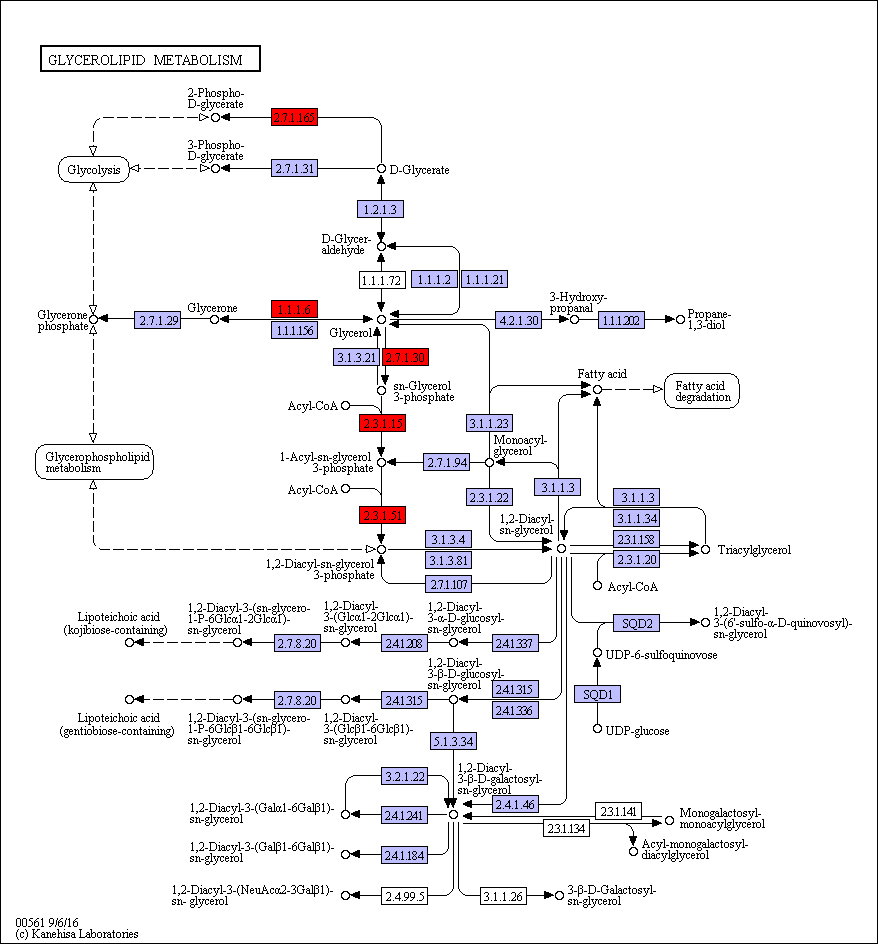 GLYCEROLIPID METABOLISM
2-Phospho-
D-glycerate
2.7.1.165
3-Phospho-
D-glycerate
Glycolysis
2.7.1.31
D-Glycerate
1.2.1.3
D-Glycer-
aldehyde
1.1.1.72
1.1.1.2
1.1.1.21
3-Hydroxy-
propanal
Glycerone
phosphate
2.7.1.29
Glycerone
1.1.1.6
1.1.1.156
Glycerol
4.2.1.30
1.1.1.202
Propane-
1,3-diol
3.1.3.21
2.7.1.30
Fatty acid
sn-Glycerol
3-phosphate
Fatty acid
degradation
Acyl-CoA
2.3.1.15
3.1.1.23
Monoacyl-
glycerol
Glycerophospholipid
metabolism
1-Acyl-sn-glycerol
3-phosphate
2.7.1.94
Acyl-CoA
2.3.1.22
3.1.1.3
3.1.1.3
2.3.1.51
1,2-Diacyl-
sn-glycerol
3.1.1.34
3.1.3.4
2.3.1.158
Triacylglycerol
3.1.3.81
2.3.1.20
1,2-Diacyl-sn-glycerol
3-phosphate
2.7.1.107
Acyl-CoA
Lipoteichoic acid
(kojibiose-containing)
1,2-Diacyl-3-(sn-glycero-
1-P-6Glcα1-2Glcα1)-
sn-glycerol
1,2-Diacyl-
3-(Glcα1-2Glcα1)-
sn-glycerol
1,2-Diacyl-
3-α-D-glucosyl-
sn-glycerol
SQD2
1,2-Diacyl-
3-(6'-sulfo-α-D-quinovosyl)-
sn-glycerol
2.7.8.20
2.4.1.208
2.4.1.337
UDP-6-sulfoquinovose
1,2-Diacyl-
3-β-D-glucosyl-
sn-glycerol
2.4.1.315
SQD1
2.7.8.20
2.4.1.315
2.4.1.336
Lipoteichoic acid
(gentiobiose-containing)
1,2-Diacyl-3-(sn-glycero-
1-P-6Glcβ1-6Glcβ1)-
sn-glycerol
1,2-Diacyl-
3-(Glcβ1-6Glcβ1)-
sn-glycerol
UDP-glucose
5.1.3.34
1,2-Diacyl-
3-β-D-galactosyl-
sn-glycerol
3.2.1.22
2.4.1.46
1,2-Diacyl-3-(Galα1-6Galβ1)-
sn-glycerol
2.4.1.241
2.3.1.141
Monogalactosyl-
monoacylglycerol
2.3.1.134
1,2-Diacyl-3-(Galβ1-6Galβ1)-
sn-glycerol
2.4.1.184
Acyl-monogalactosyl-
diacylglycerol
1,2-Diacyl-3-(NeuAcα2-3Galβ1)-
sn- glycerol
2.4.99.5
3.1.1.26
3-β-D-Galactosyl-
sn-glycerol
00561 9/6/16
(c) Kanehisa Laboratories